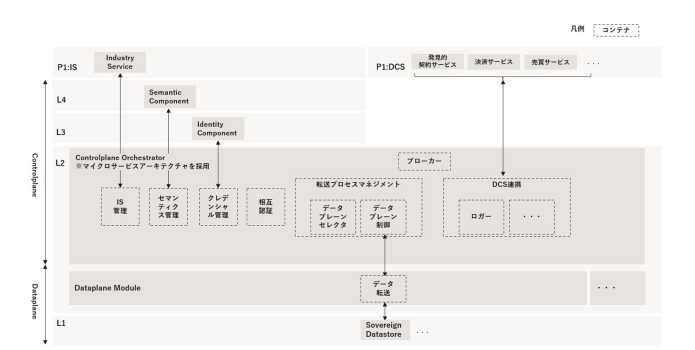 凡例
コンテナ
P1:IS
Industry
Service
P1:DCS
発見的
契約サービス
決済サービス
売買サービス
・・・
L4
Semantic
Component
L3
Identity
Component
Controlplane
L2
Controlplane Orchestrator
※マイクロサービスアーキテクチャを採用
ブローカー
IS
管理
セマン
ティク
ス管理
クレデ
ンシャ
ル管理
相互
認証
転送プロセスマネジメント
データ
プレーン
セレクタ
データ
プレーン
制御
DCS連携
ロガー
・・・
Dataplane
Dataplane Module
データ
転送
・・・
L1
Sovereign
Datastore
・・・